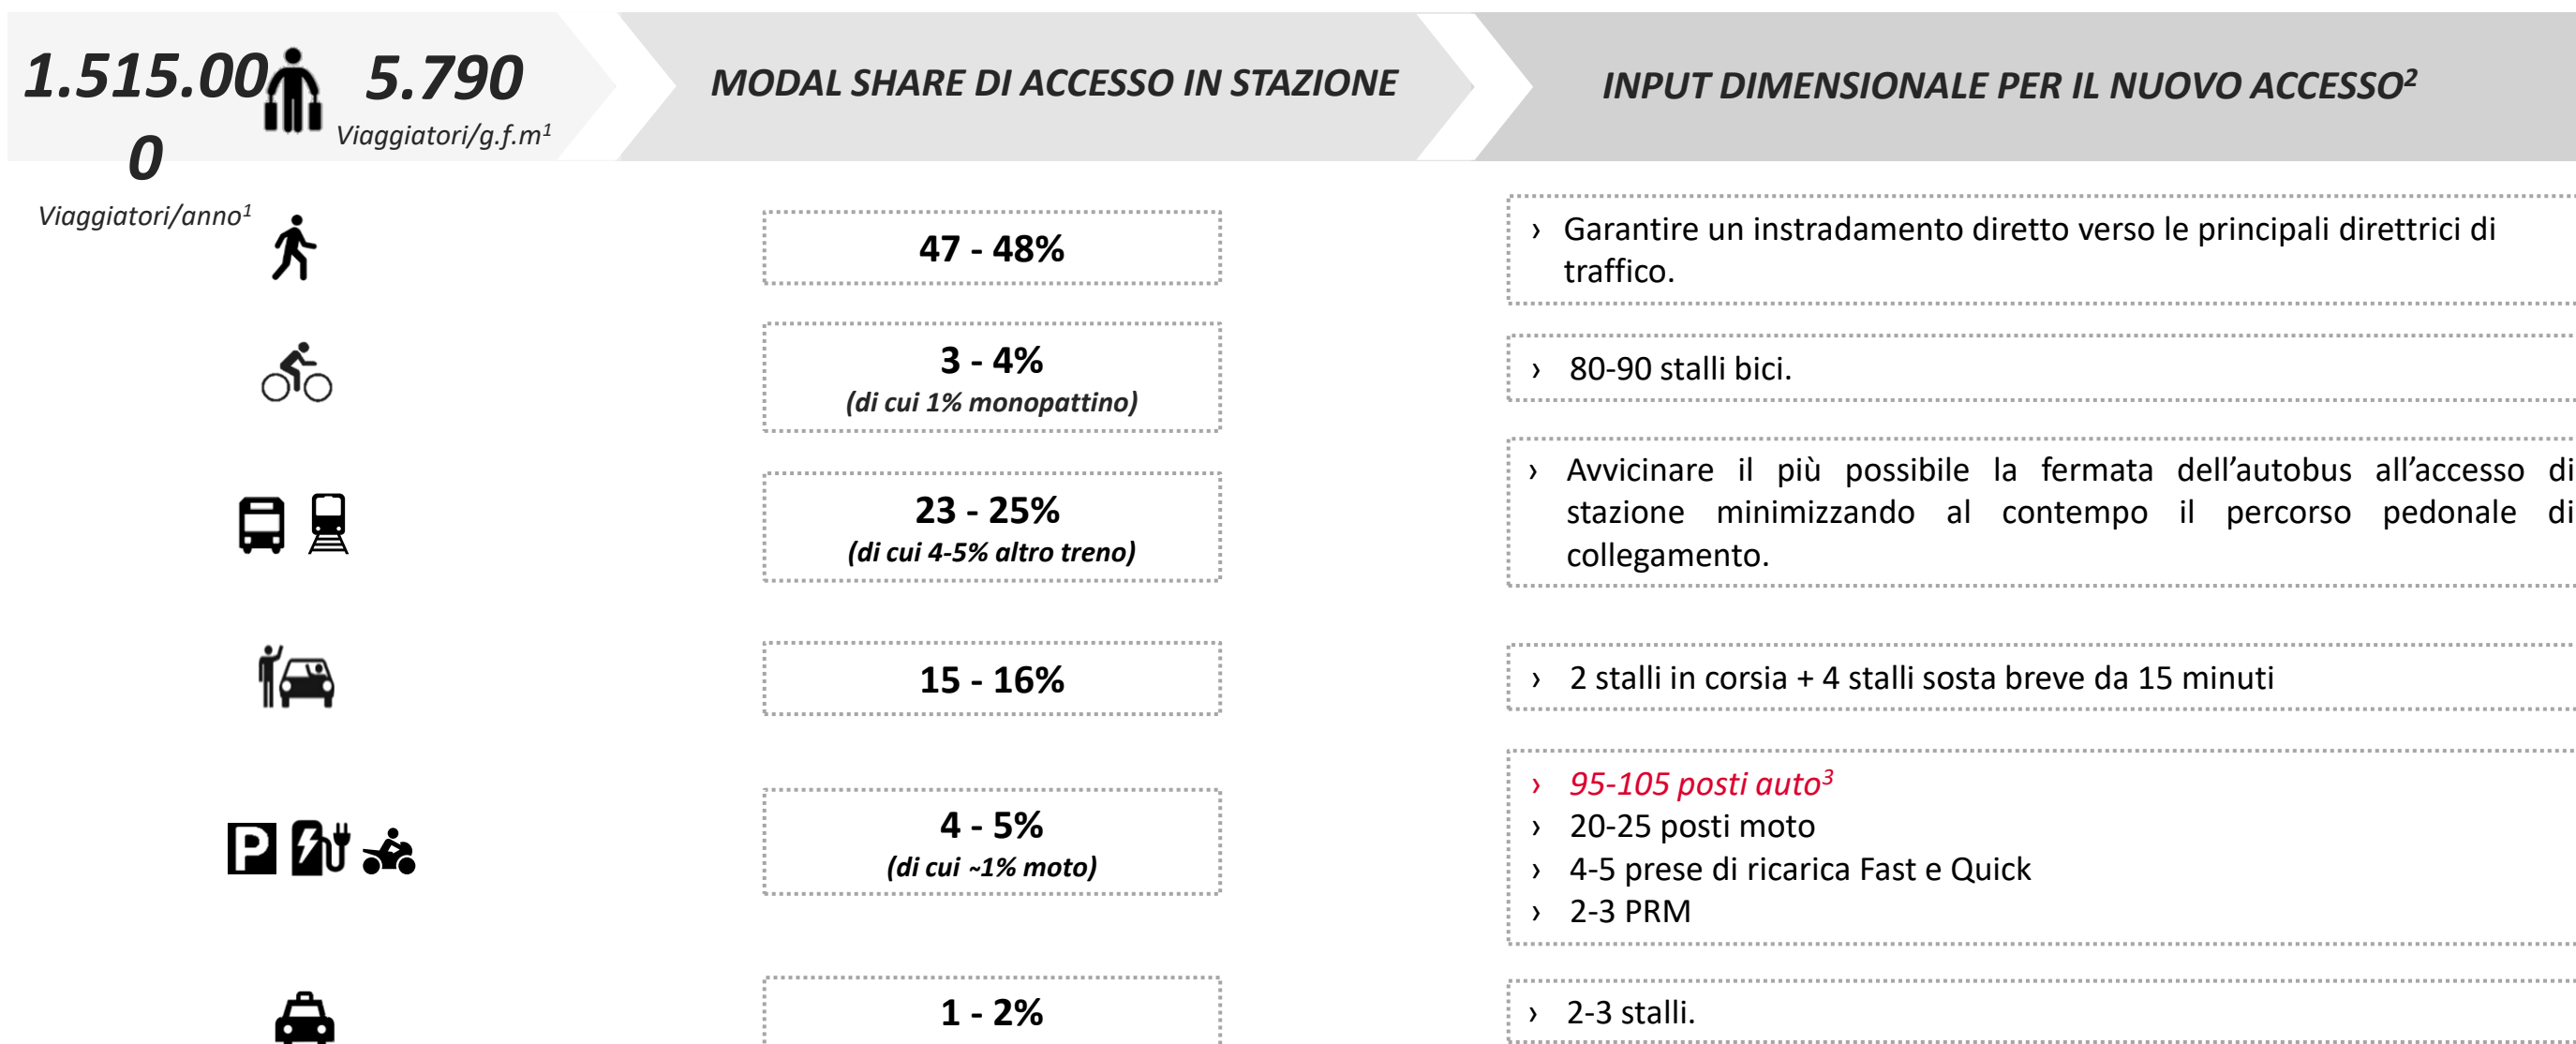 1.515.00
0
Viaggiatori/anno¹
5.790
Viaggiatori/g.f.m¹
MODAL SHARE DI ACCESSO IN STAZIONE
INPUT DIMENSIONALE PER IL NUOVO ACCESSO²
47 - 48%
› Garantire un instradamento diretto verso le principali direttrici di
traffico.
3 - 4%
(di cui 1% monopattino)
› 80-90 stalli bici.
23 - 25%
(di cui 4-5% altro treno)
› Avvicinare il più possibile la fermata dell’autobus all’accesso di
stazione minimizzando al contempo il percorso pedonale di
collegamento.
15 - 16%
› 2 stalli in corsia + 4 stalli sosta breve da 15 minuti
P
4 - 5%
(di cui ~1% moto)
› 95-105 posti auto³
› 20-25 posti moto
› 4-5 prese di ricarica Fast e Quick
› 2-3 PRM
1 - 2%
› 2-3 stalli.